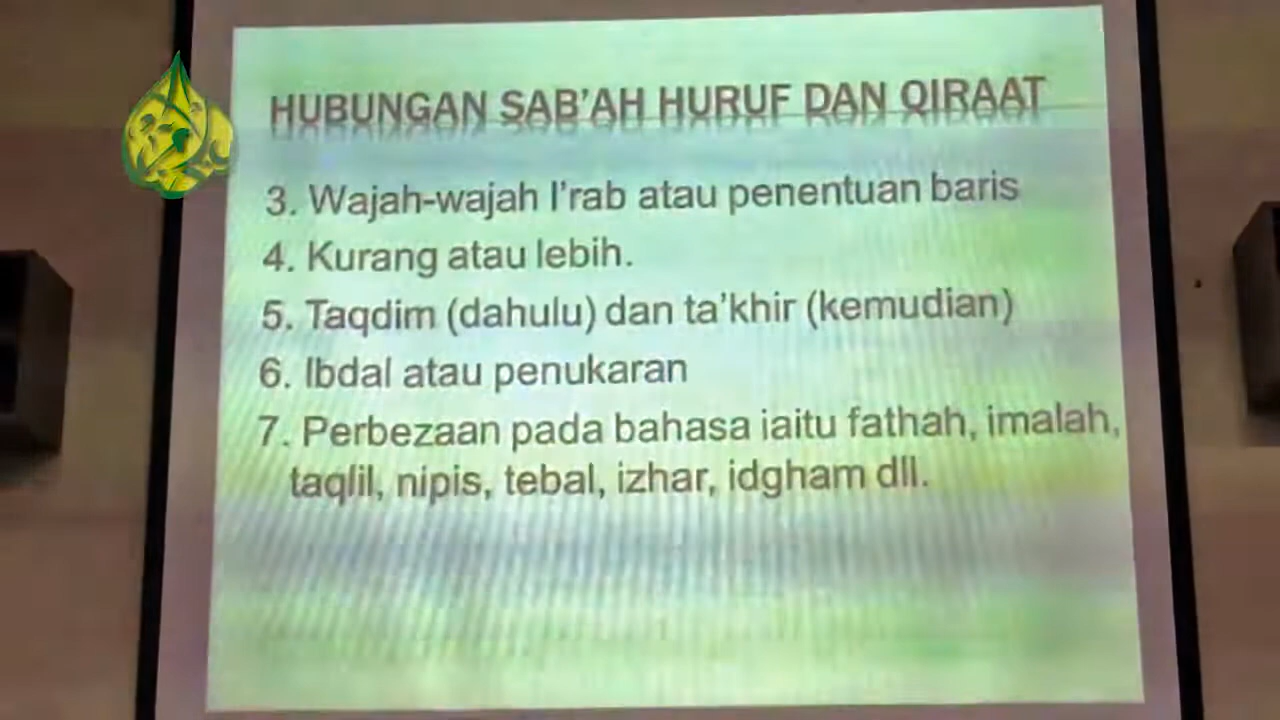 HUBUNGAN SAB'AH HURUF DAN QIRAAT
3. Wajah-wajah I'rab atau penentuan baris
4. Kurang atau lebih.
5. Taqdim (dahulu) dan ta'khir (kemudian)
6. Ibdal atau penukaran
7. Perbezaan pada bahasa iaitu fathah, imalah,
taqlil, nipis, tebal, izhar, idgham dll.